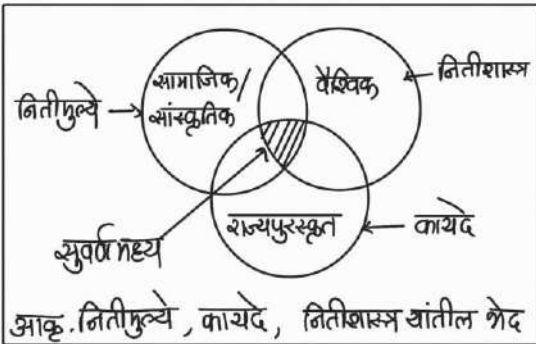 सामाजिक/
सांस्कृतिक
वैश्विक
नितीशास्त्र
नितीमुल्ये
राज्यपुरस्कृत
कायदे
सुवर्णमध्य
आकृ. नितीमुल्ये, कायदे, नितीशास्त्र यांतील भेद